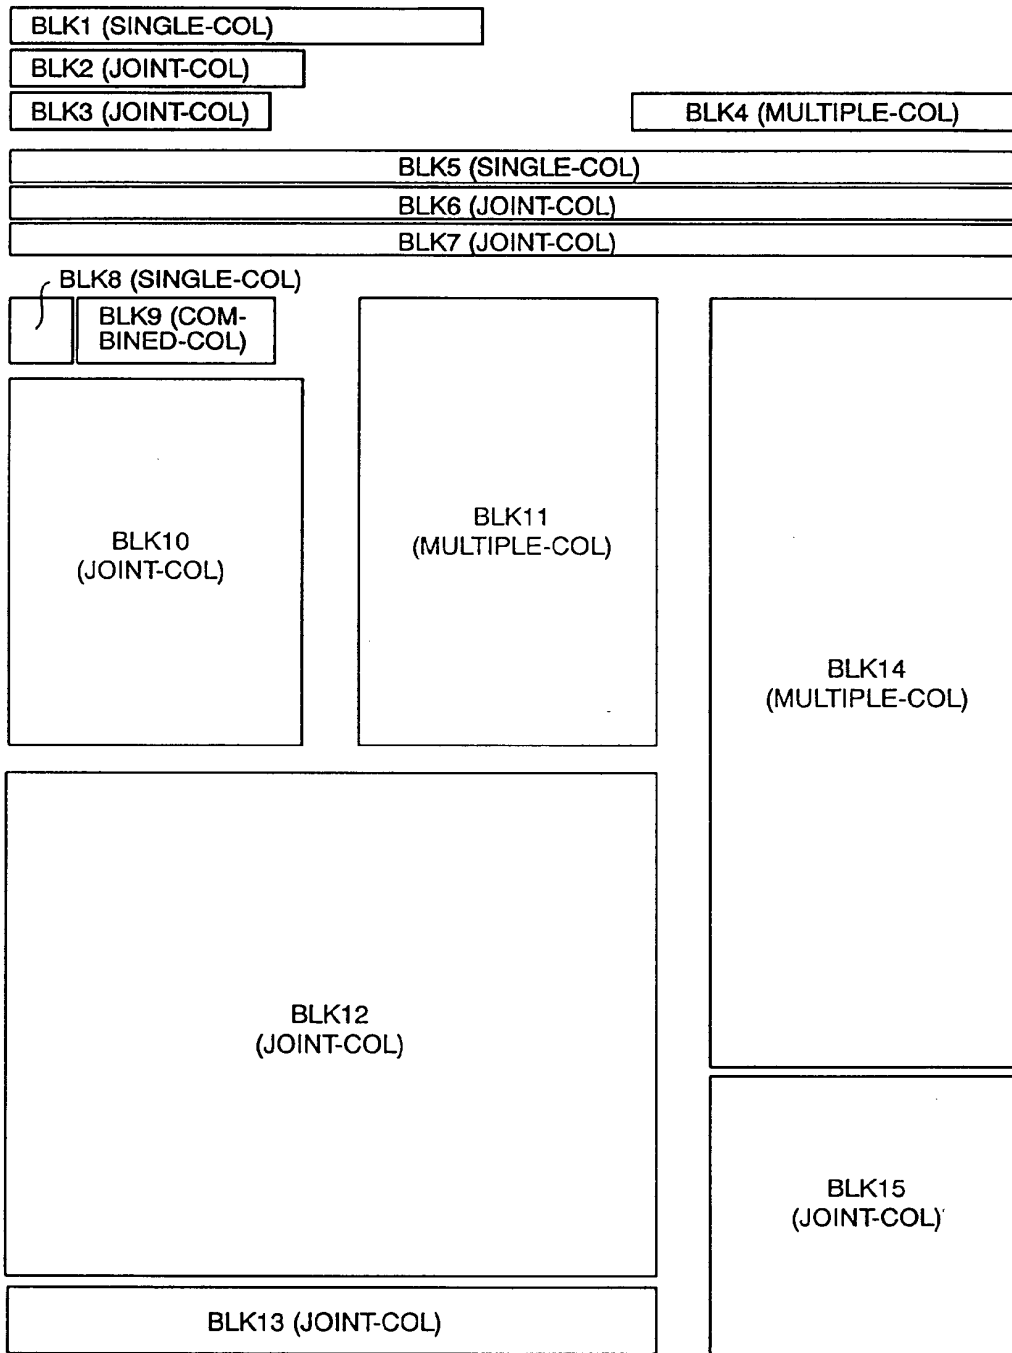 BLK1 (SINGLE-COL)
BLK2 (JOINT-COL)
BLK3 (JOINT-COL)
BLK4 (MULTIPLE-COL)
BLK5 (SINGLE-COL)
BLK6 (JOINT-COL)
BLK7 (JOINT-COL)
BLK8 (SINGLE-COL)
BLK9 (COM-
BINED-COL)
BLK10
(JOINT-COL)
BLK11
(MULTIPLE-COL)
BLK12
(JOINT-COL)
BLK13 (JOINT-COL)
BLK14
(MULTIPLE-COL)
BLK15
(JOINT-COL)